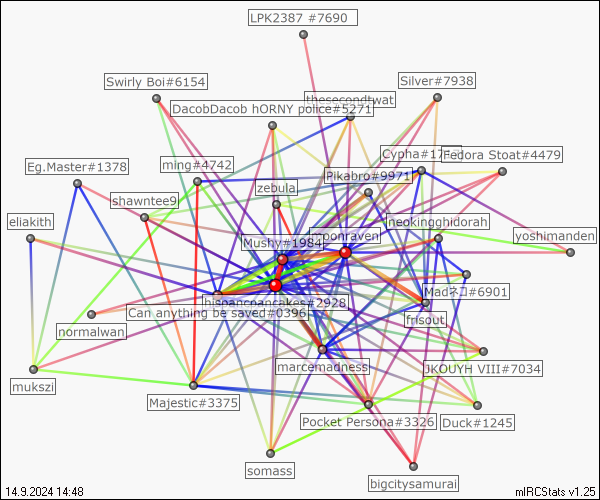 LPK2387 #7690
Swirly Boi#6154
Silver#7938
thesecondtwat
DacobDacob hORNY police#5271
Cypha#17
Fedora Stoat#4479
Eg.Master#1378
ming#4742
Pikabro#9971
zebula
shawntee9
eliakith
neokingghidorah
yoshimanden
Mushy#1984
Madネコ#6901
hispancpancakes#2928
Can anything be saved#0396
frisout
normalwan
marcemadness
JKOUYH VIII#7034
mukszi
Majestic#3375
Pocket Persona#3326
Duck#1245
somass
bigcitysamurai
14.9.2024 14:48
mIRCStats v1.25